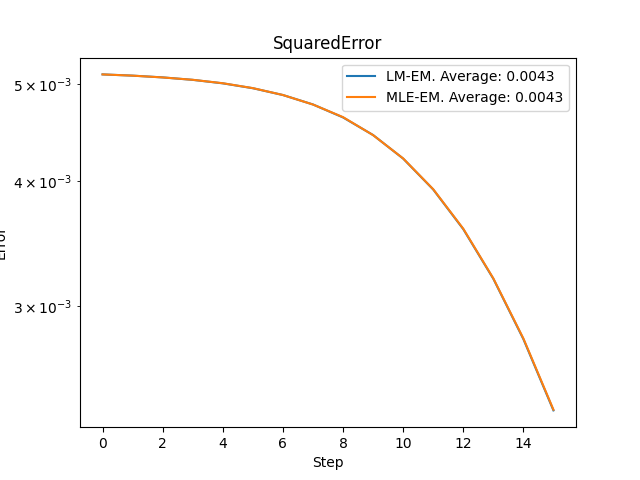 SquaredError
LM-EM. Average: 0.0043
MLE-EM. Average: 0.0043
5 × 10⁻³
4 × 10⁻³
3 × 10⁻³
Error
0 2 4 6 8 10 12 14
Step